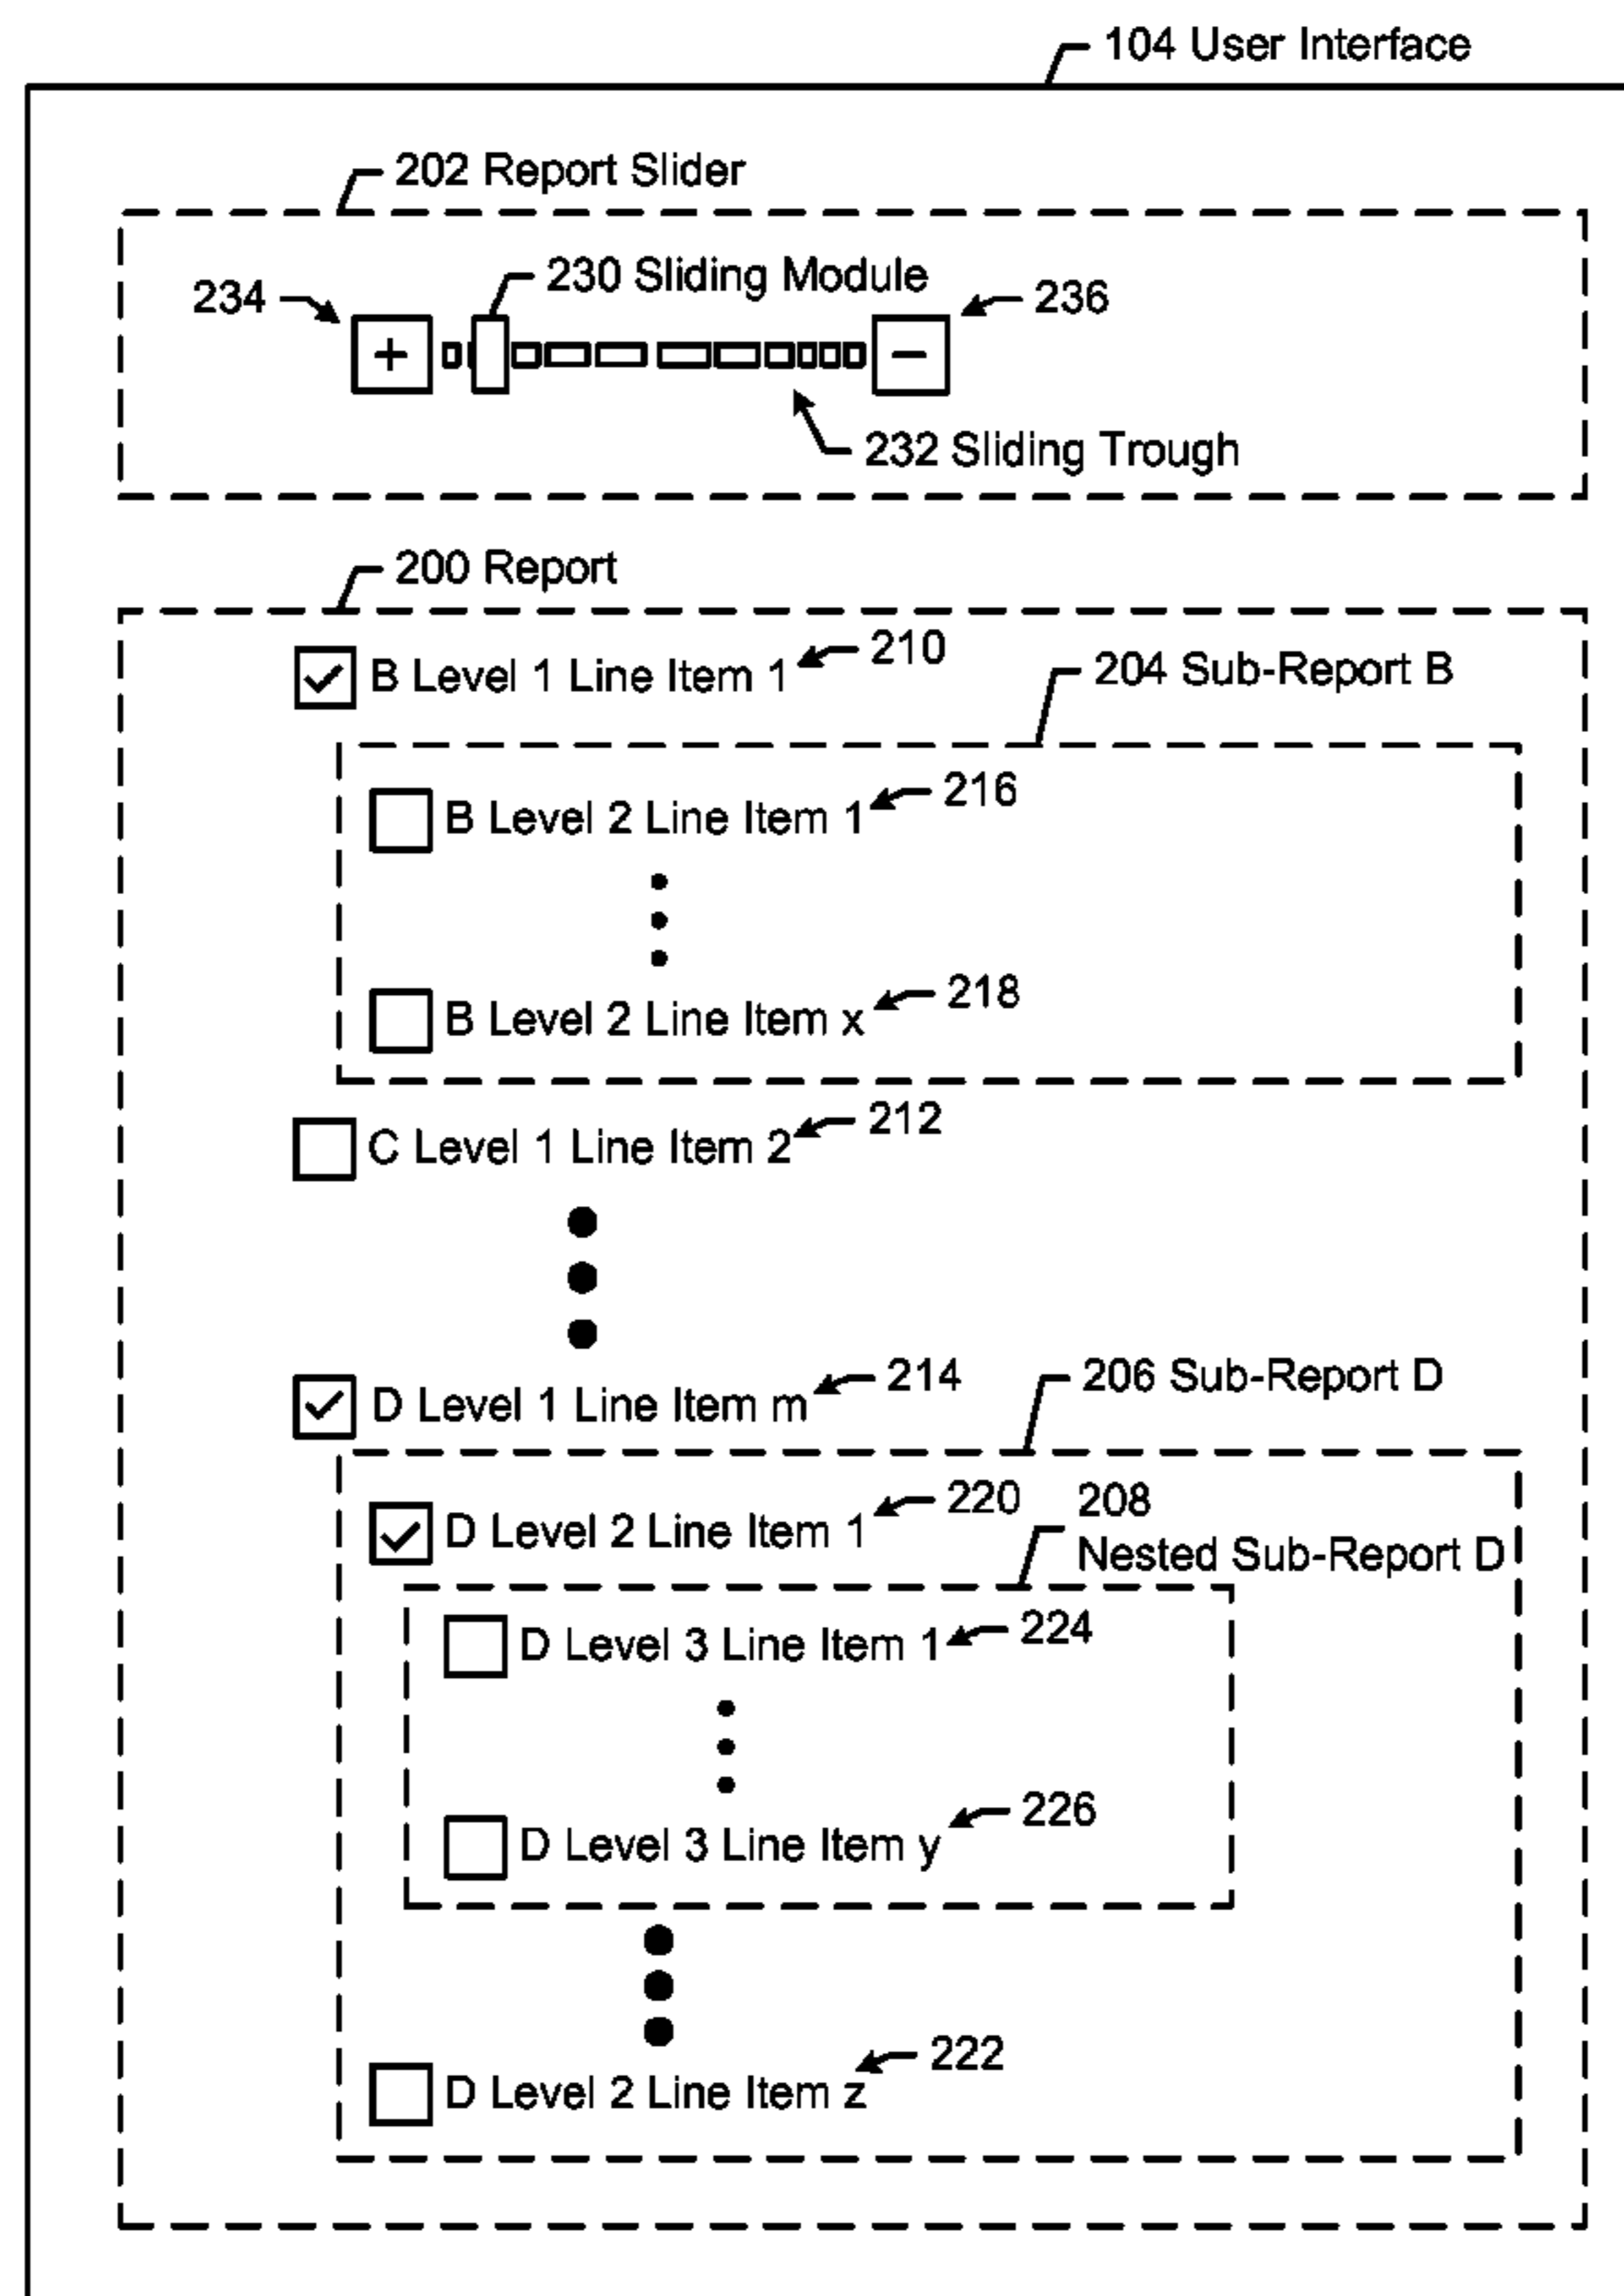 104 User Interface
202 Report Slider
234
230 Sliding Module
236
+
−
232 Sliding Trough
200 Report
B Level 1 Line Item 1
210
204 Sub-Report B
B Level 2 Line Item 1
216
B Level 2 Line Item x
218
C Level 1 Line Item 2
212
D Level 1 Line Item m
214
206 Sub-Report D
D Level 2 Line Item 1
220
208
Nested Sub-Report D
D Level 3 Line Item 1
224
D Level 3 Line Item y
226
D Level 2 Line Item z
222